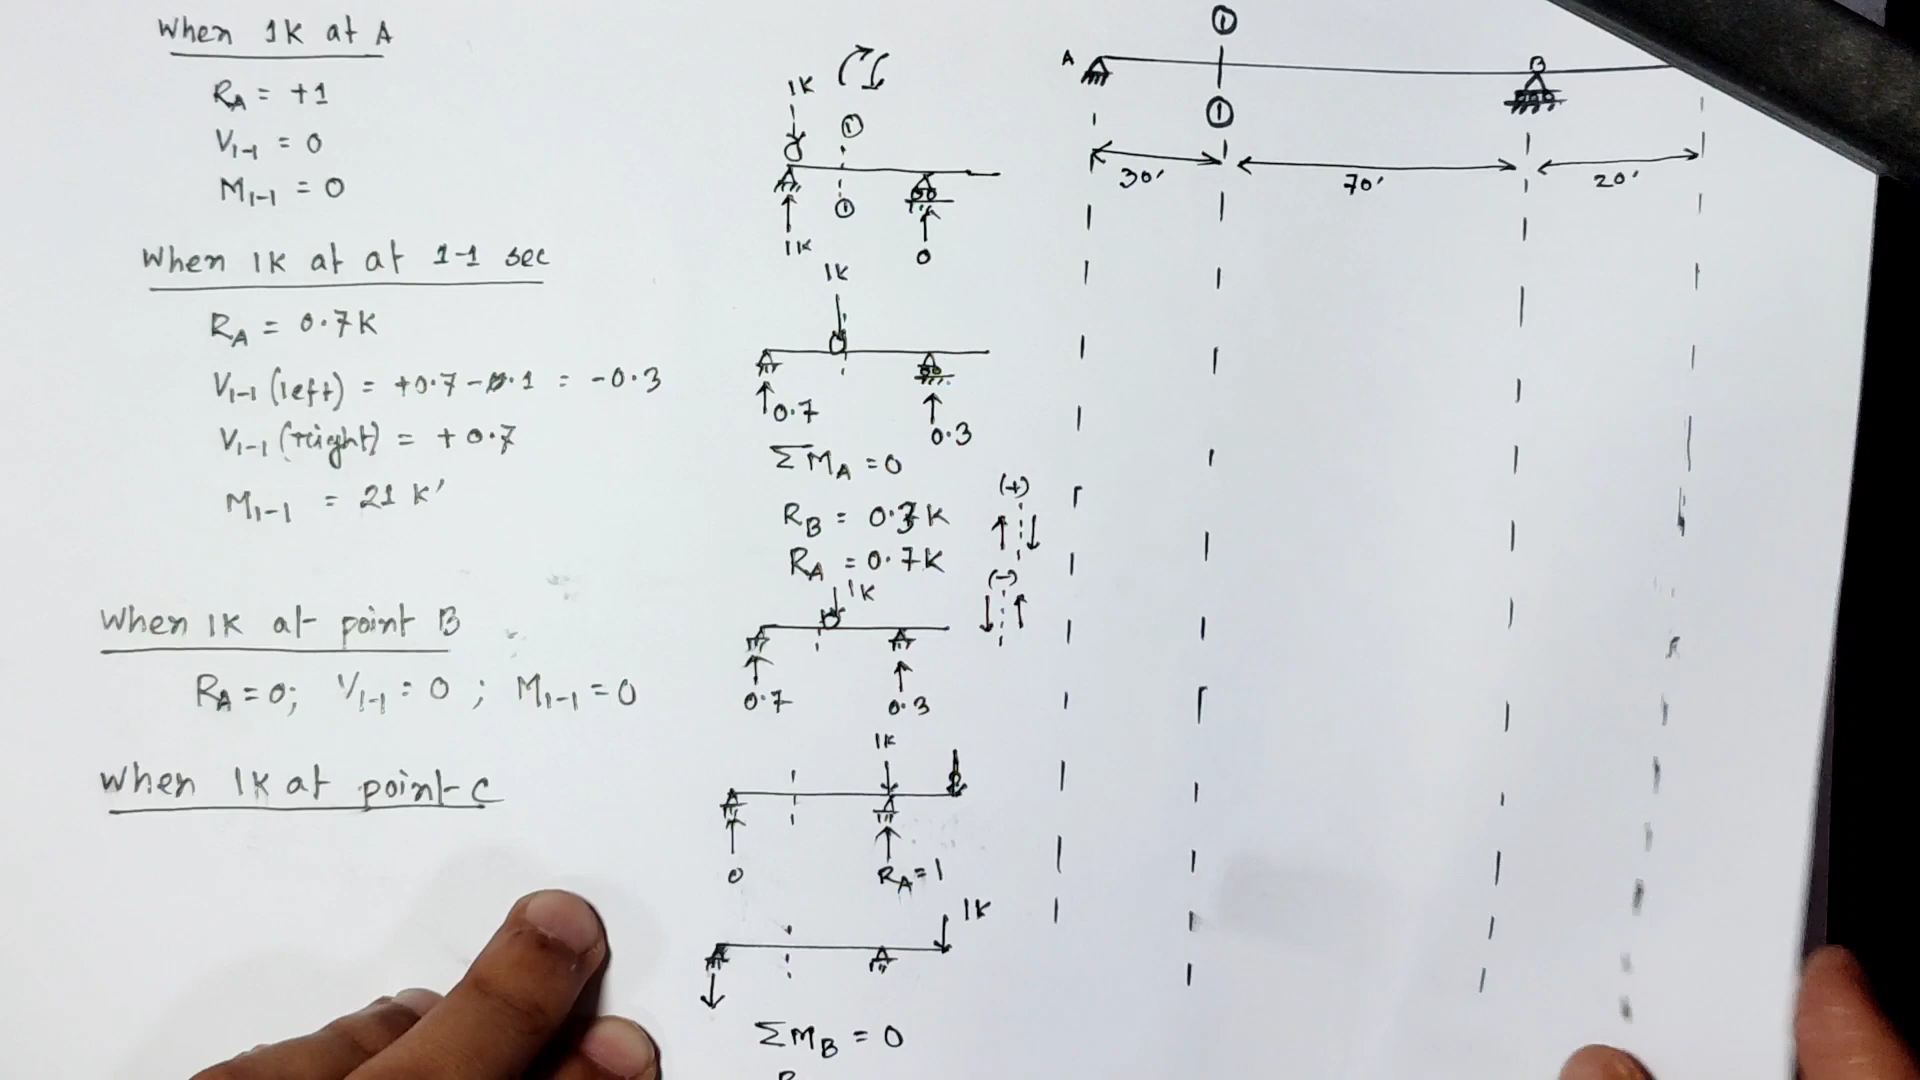 When 1K at A
RA = +1
V1-1 = 0
M1-1 = 0
When 1K at at 1-1 sec
RA = 0.7K
V1-1 (left) = +0.7-0.1 = -0.3
V1-1 (right) = +0.7
M1-1 = 21 K'
When 1K at point B
RA = 0; V1-1 = 0 ; M1-1 = 0
When 1K at point-C
1K
1
1
1K
0
1K
0.7
0.3
ΣMA = 0
RB = 0.3K
RA = 0.7K
(+)
(-)
1K
0.7
0.3
1K
0
RA = 1
1K
ΣMB = 0
1
A
B
1
30'
70'
20'